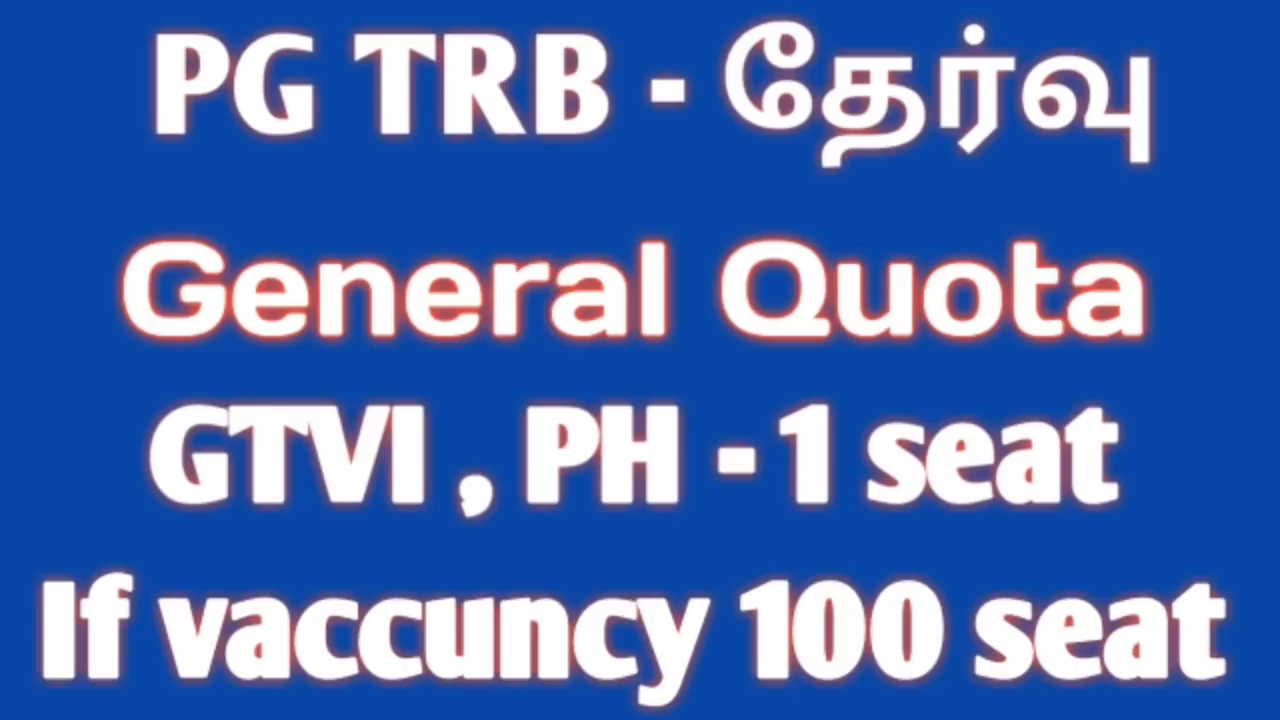 PG TRB - தேர்வு
General Quota
GTVI , PH - 1 seat
If vaccuncy 100 seat